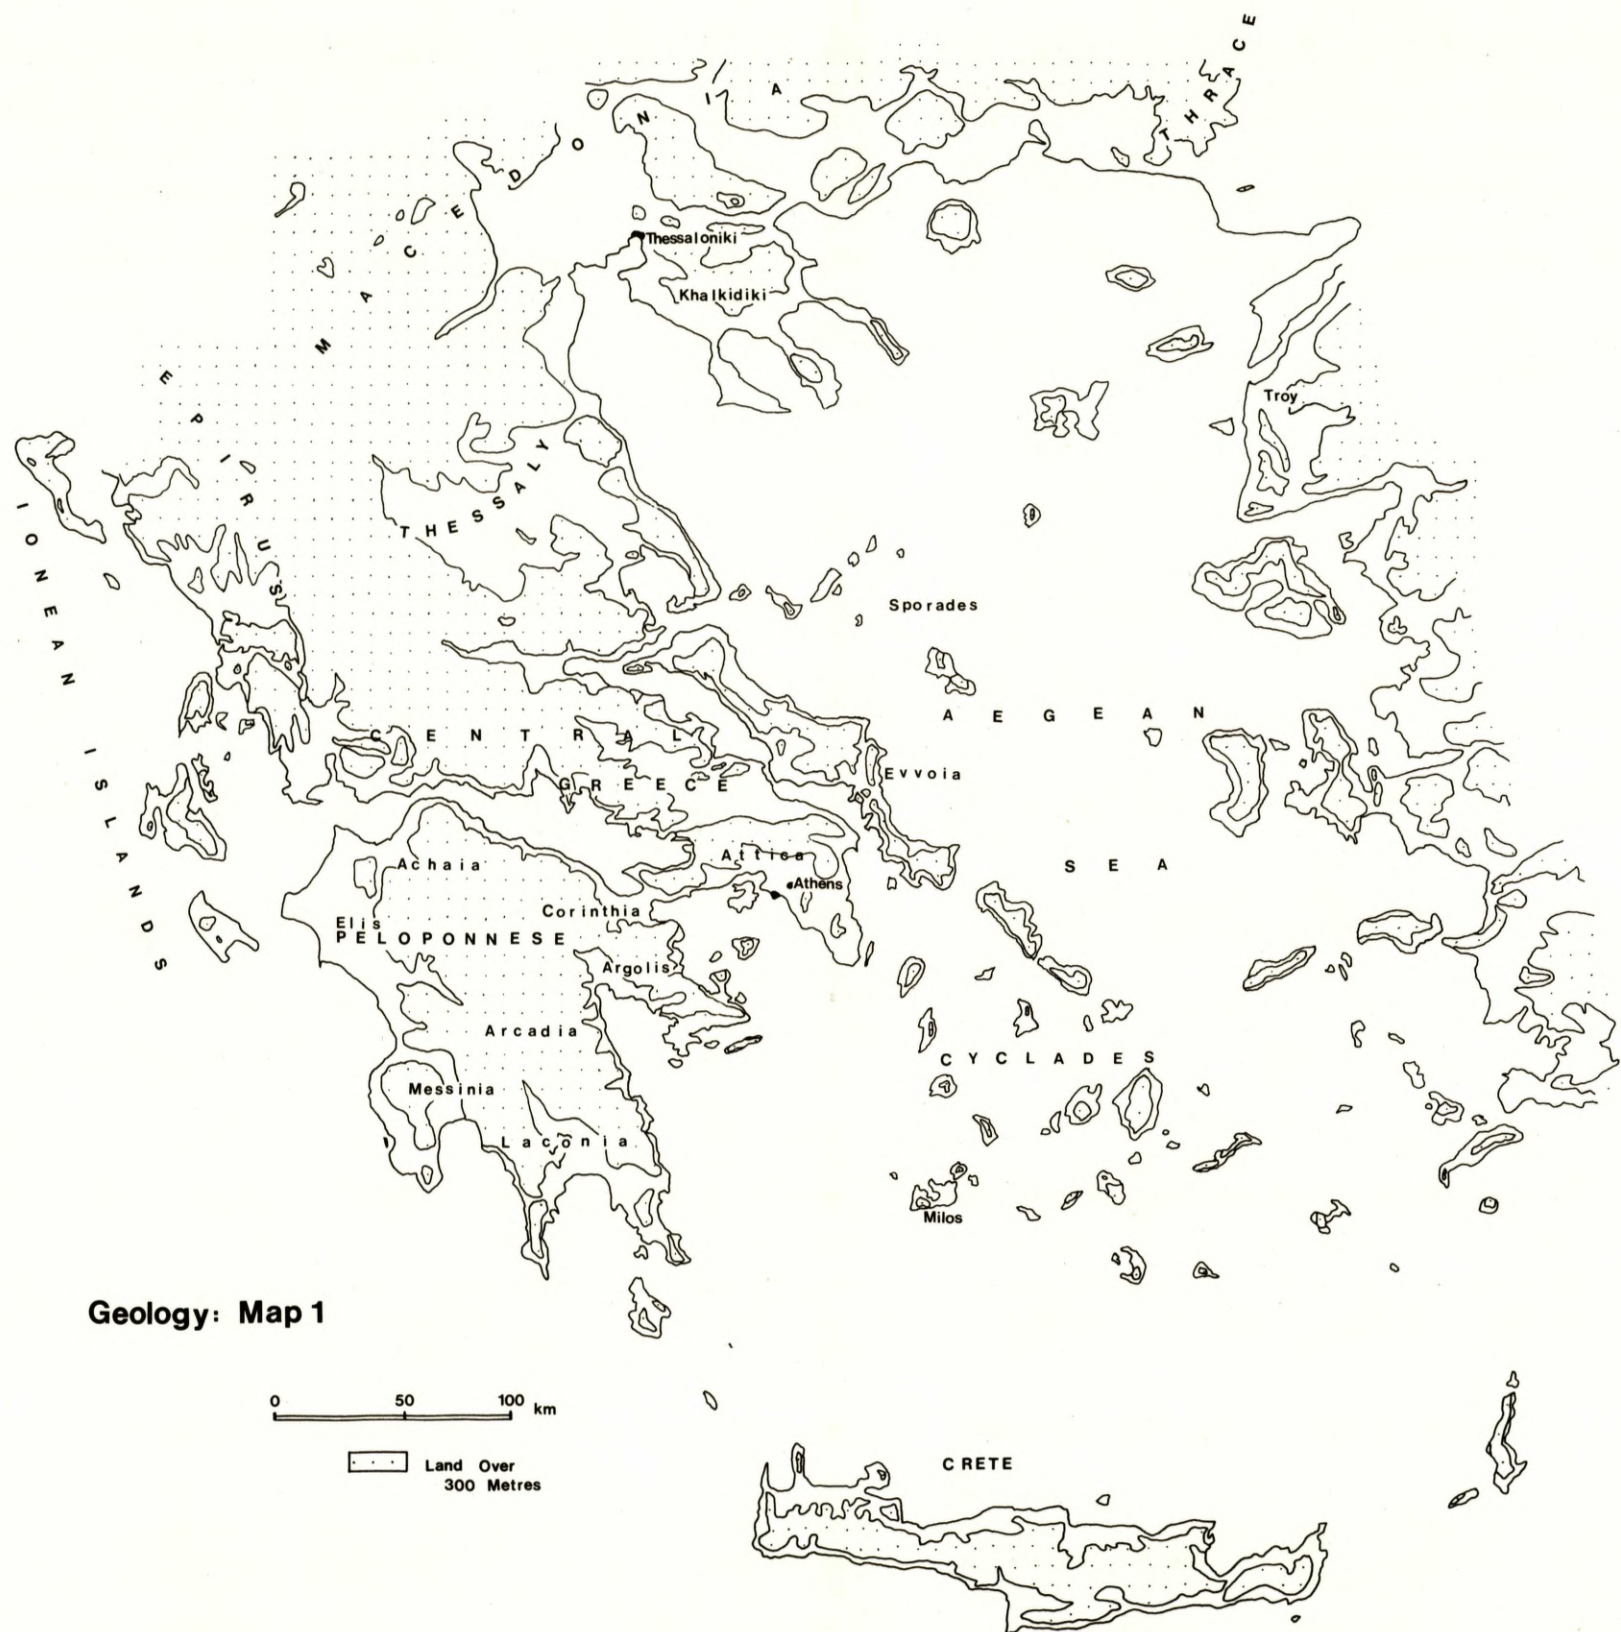 THRACE
MACEDONIA
Thessaloniki
Khalkidiki
EPIRUS
Troy
THESSALY
IONEAN ISLANDS
Sporades
AEGEAN
SEA
CENTRAL
GREECE
Evvoia
Attica
Athens
Achaia
Corinthia
Elis
PELOPONNESE
Argolis
Arcadia
CYCLADES
Messinia
Laconia
Milos
Geology: Map 1
0 50 100 km
Land Over
300 Metres
CRETE